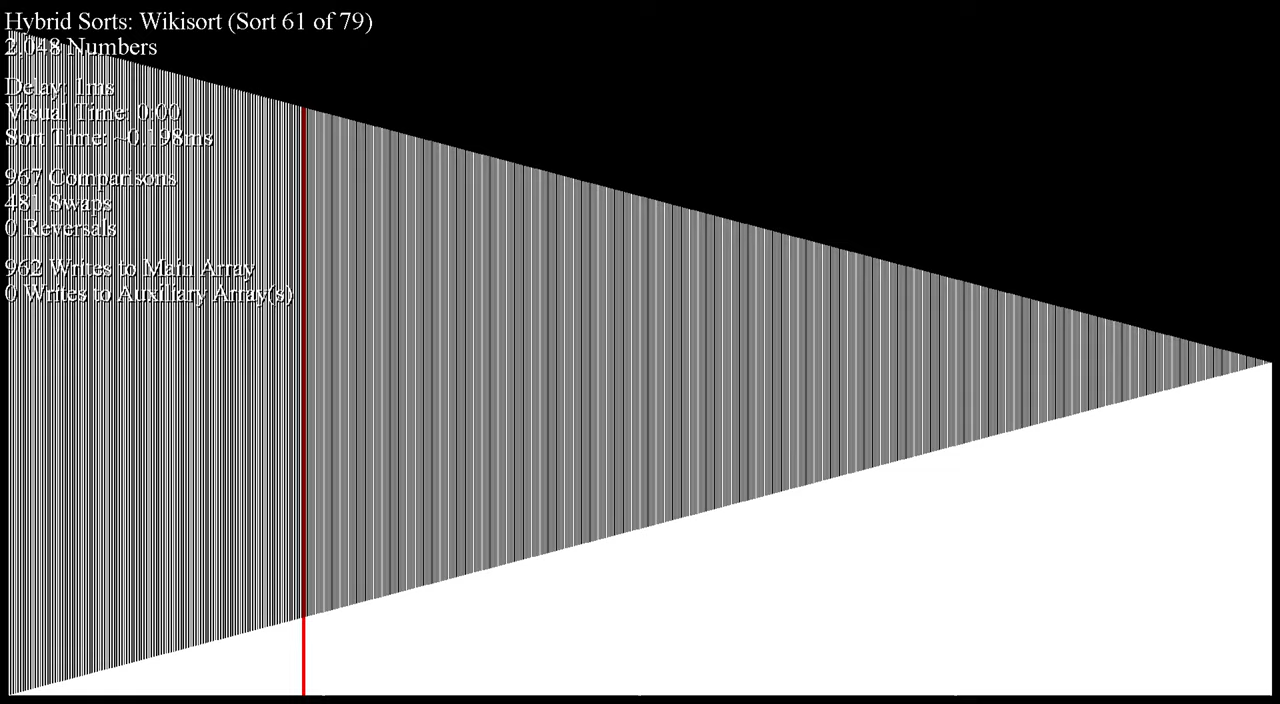 Hybrid Sorts: Wikisort (Sort 61 of 79)
2,048 Numbers
Delay: 1ms
Visual Time: 0:00
Sort Time: ~0.198ms
967 Comparisons
481 Swaps
0 Reversals
962 Writes to Main Array
0 Writes to Auxiliary Array(s)